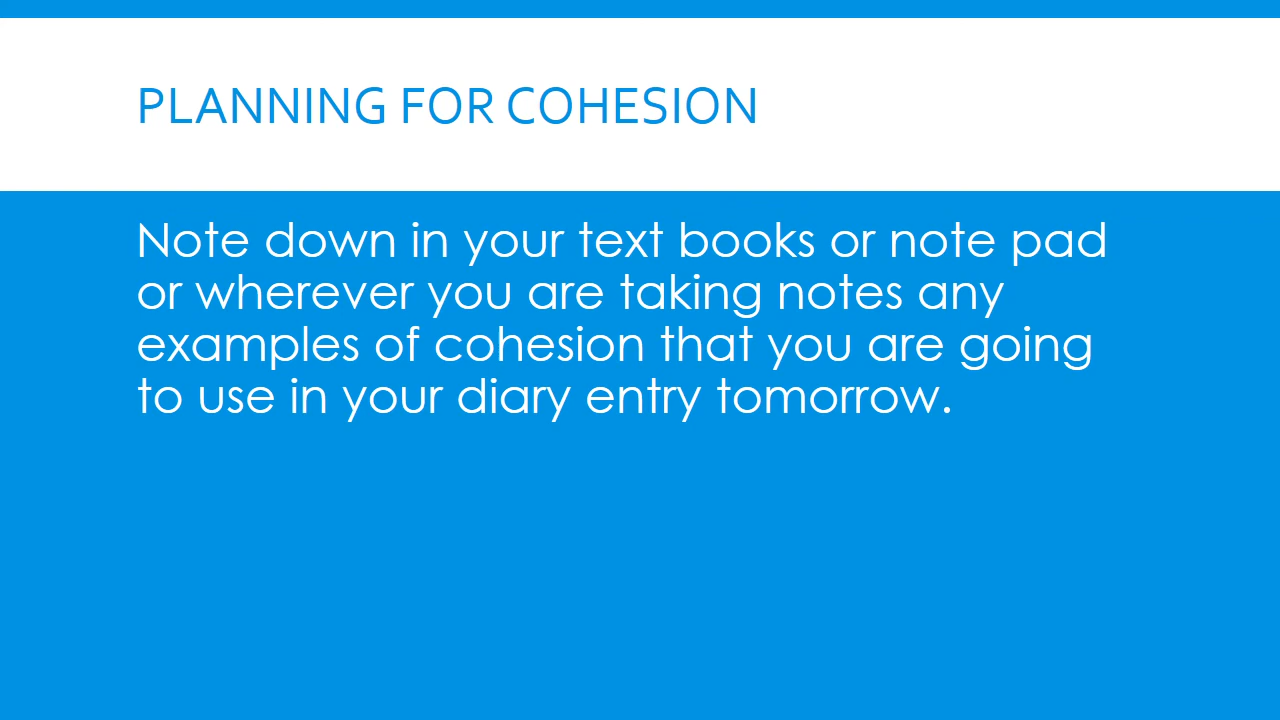 PLANNING FOR COHESION
Note down in your text books or note pad
or wherever you are taking notes any
examples of cohesion that you are going
to use in your diary entry tomorrow.